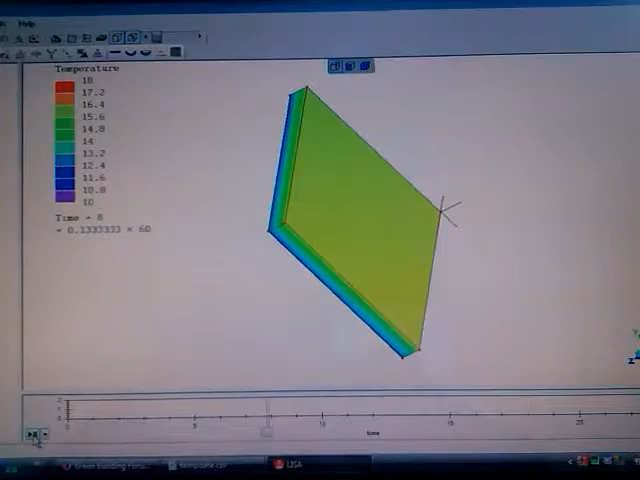 Help
Temperature
18
17.2
16.4
15.6
14.8
14
13.2
12.4
11.6
10.8
10
Time = 8
= 0.1333333 × 60
0
5
10
15
20
time
LISA